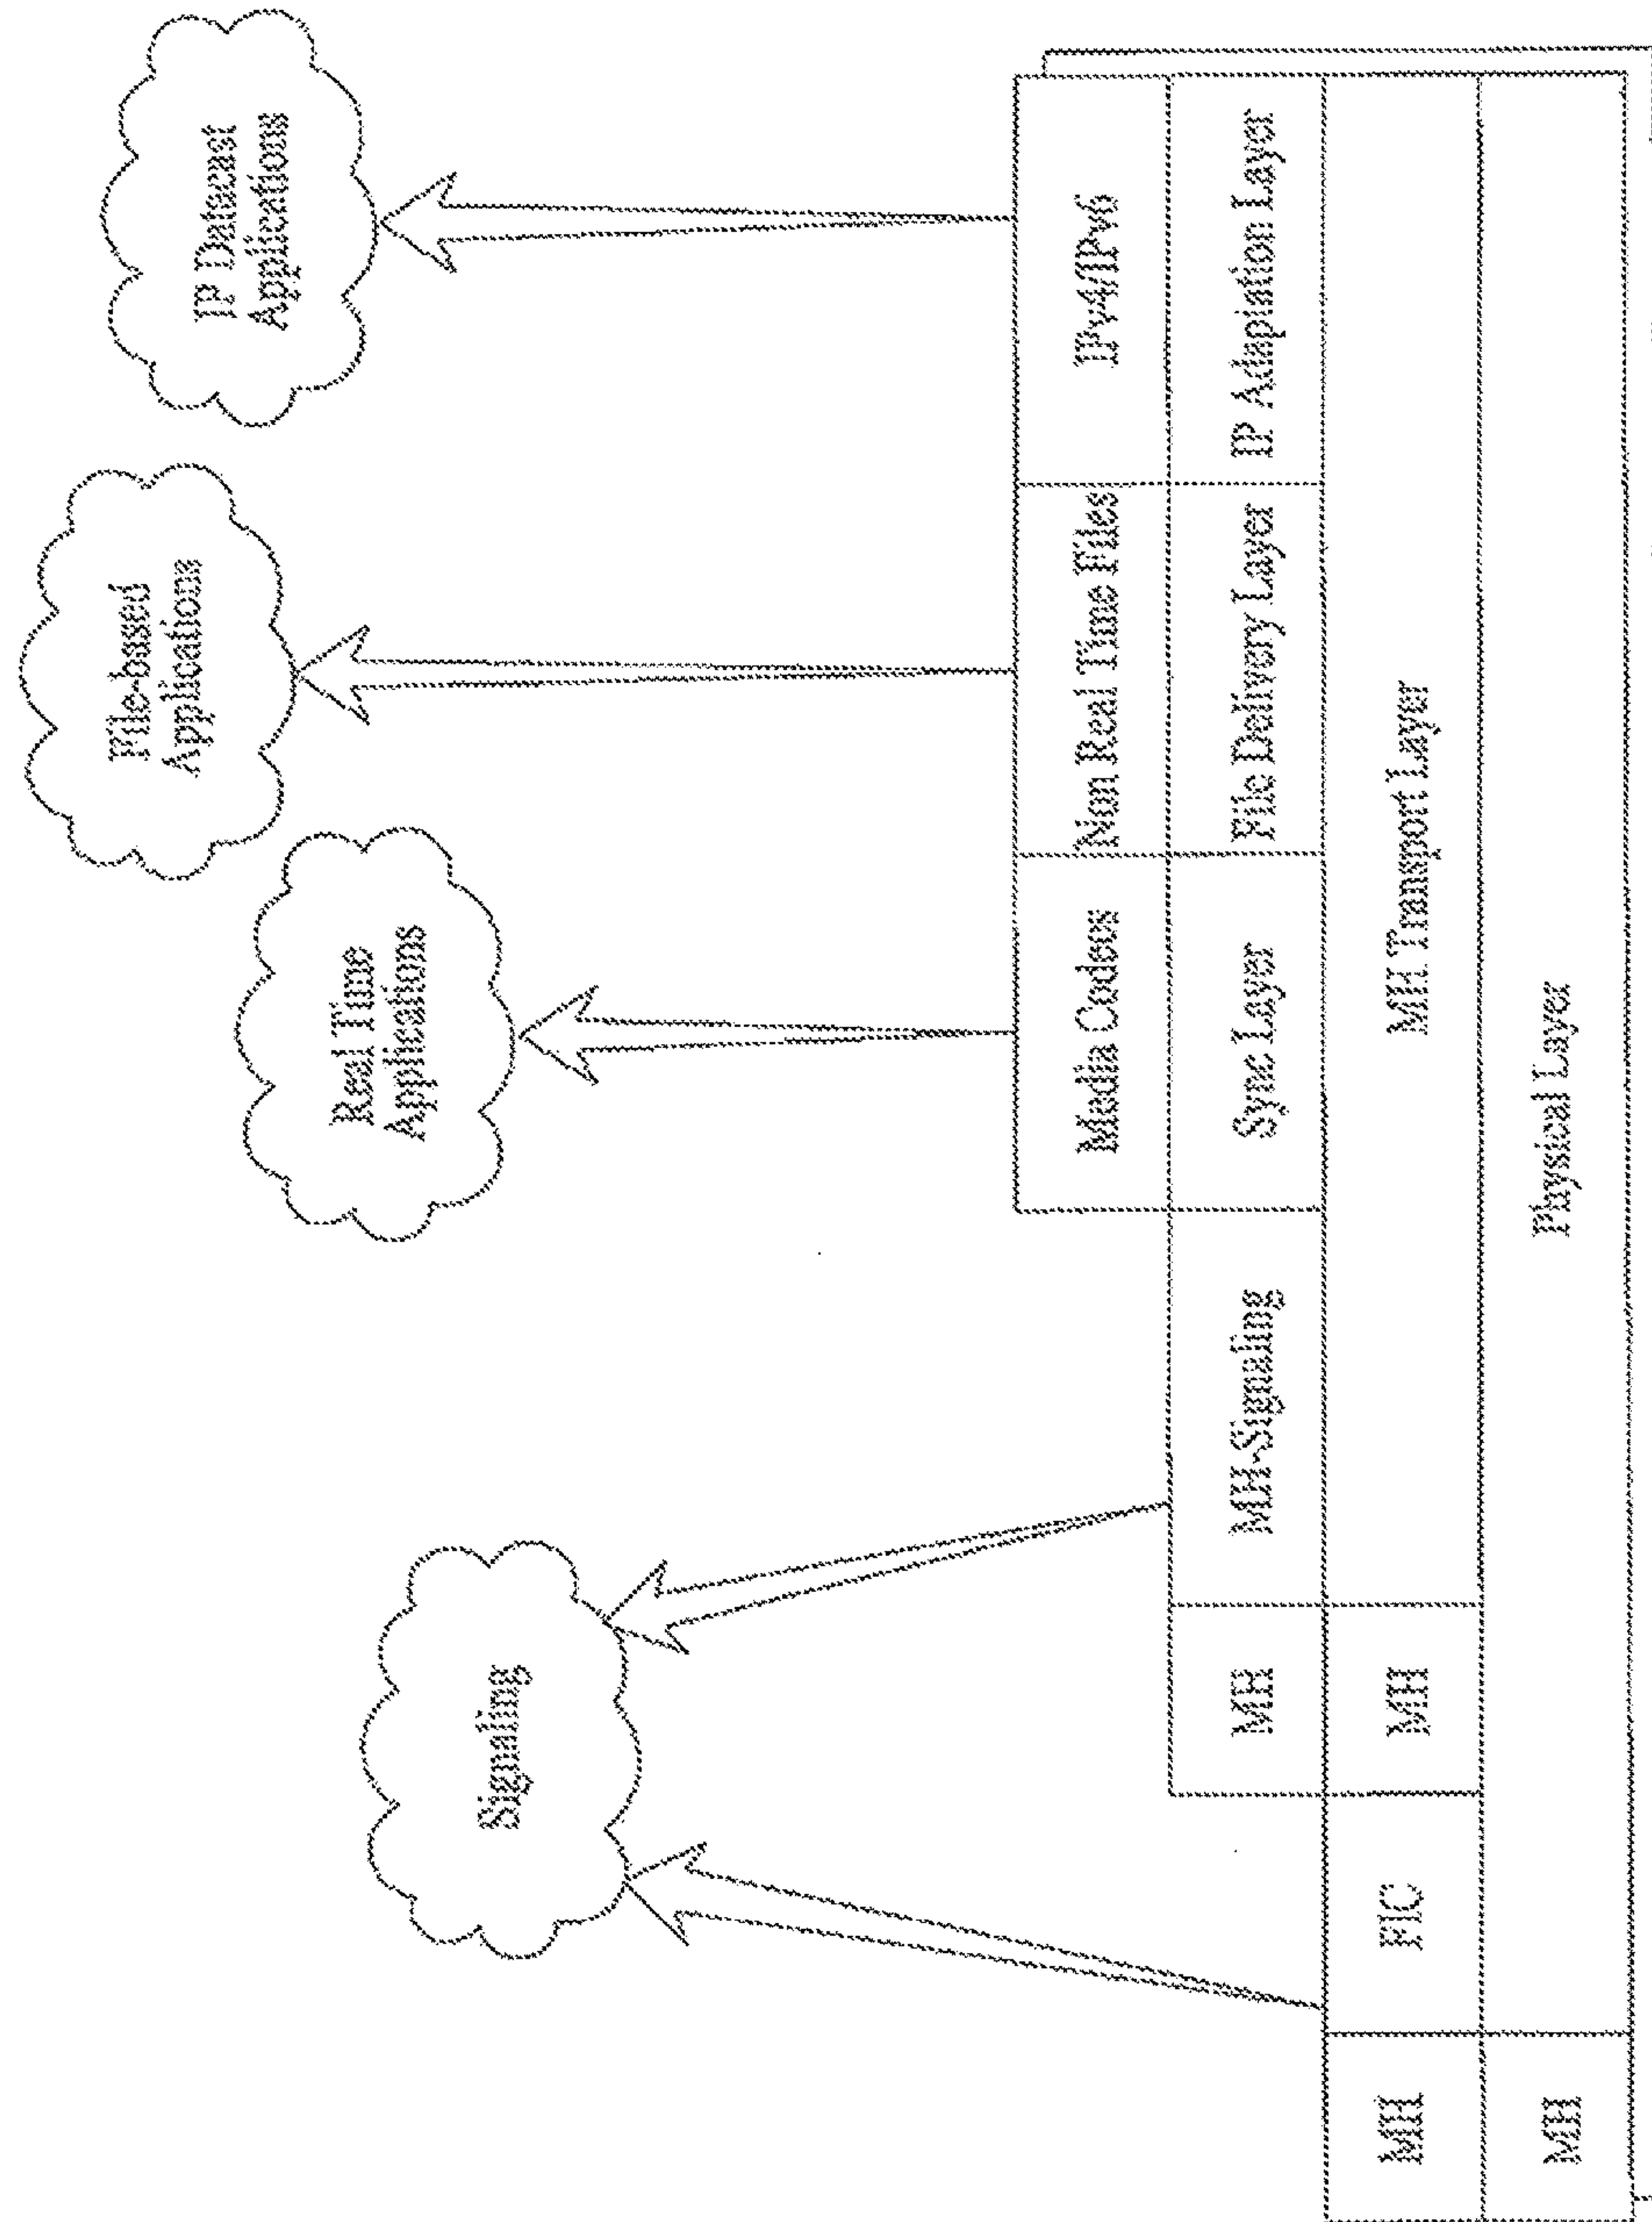 IP Datacast
Applications
File-based
Applications
Real Time
Applications
Signaling
Media Codecs
Non Real Time Files
IPv4/IPv6
MH
MH-Signaling
Sync Layer
File Delivery Layer
IP Adaptation Layer
MH
FIC
MH
MH Transport Layer
MH
Physical Layer